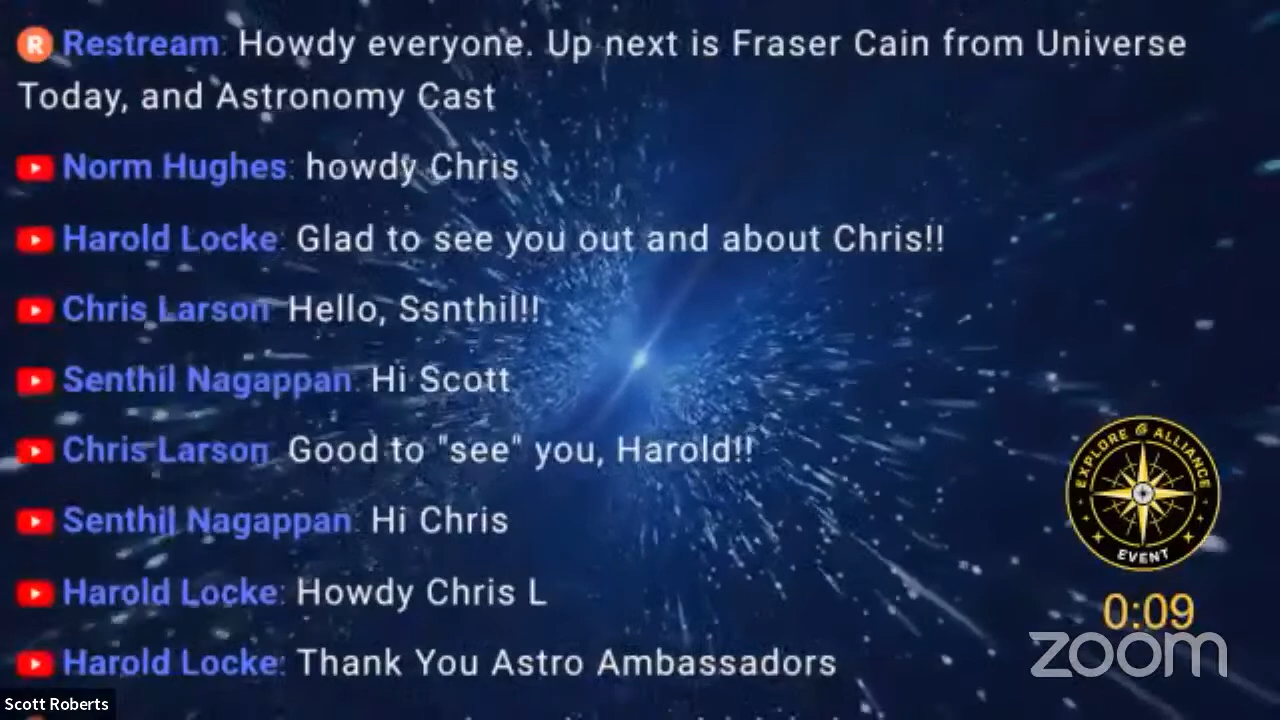 R Restream: Howdy everyone. Up next is Fraser Cain from Universe
Today, and Astronomy Cast
Norm Hughes: howdy Chris
Harold Locke: Glad to see you out and about Chris!!
Chris Larson: Hello, Ssnthil!!
Senthil Nagappan: Hi Scott
Chris Larson: Good to "see" you, Harold!!
Senthil Nagappan: Hi Chris
Harold Locke: Howdy Chris L
Harold Locke: Thank You Astro Ambassadors
EXPLORE ALLIANCE
EVENT
0:09
zoom
Scott Roberts